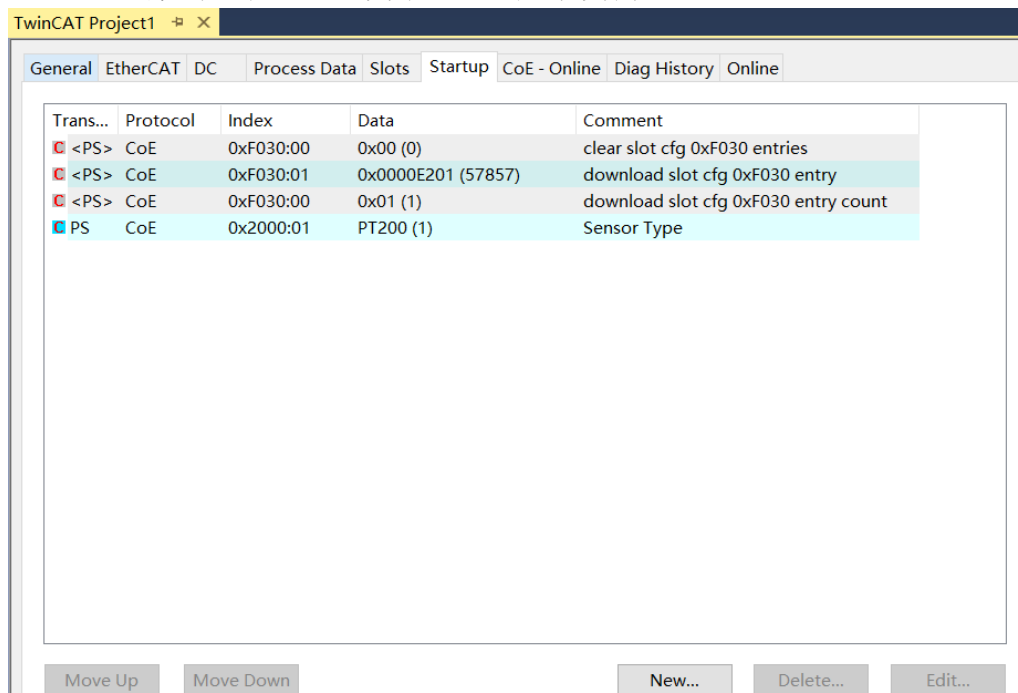 TwinCAT Project1
General EtherCAT DC Process Data Slots Startup CoE - Online Diag History Online
Trans... Protocol Index Data Comment
C <PS> CoE 0xF030:00 0x00 (0) clear slot cfg 0xF030 entries
C <PS> CoE 0xF030:01 0x0000E201 (57857) download slot cfg 0xF030 entry
C <PS> CoE 0xF030:00 0x01 (1) download slot cfg 0xF030 entry count
C PS CoE 0x2000:01 PT200 (1) Sensor Type
Move Up Move Down New... Delete... Edit...